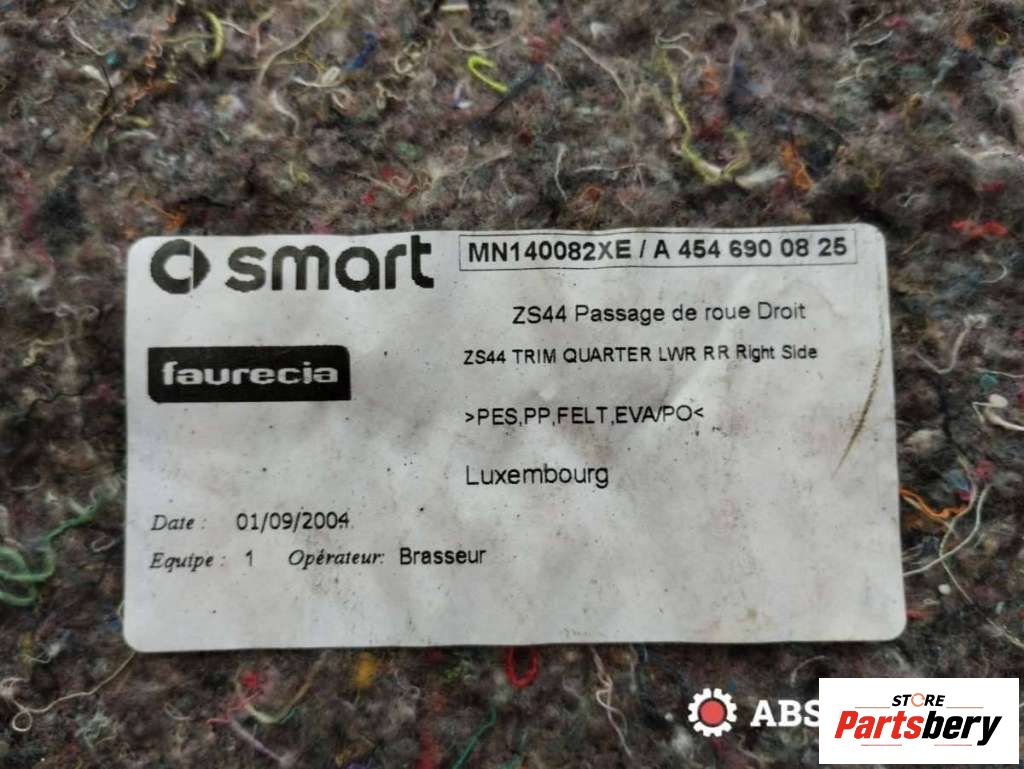 smart
MN140082XE / A 454 690 08 25
ZS44 Passage de roue Droit
faurecia
ZS44 TRIM QUARTER LWR RR Right Side
>PES,PP,FELT,EVA/PO<
Luxembourg
Date : 01/09/2004
Equipe : 1 Opérateur: Brasseur
ABS
STORE
Partsbery